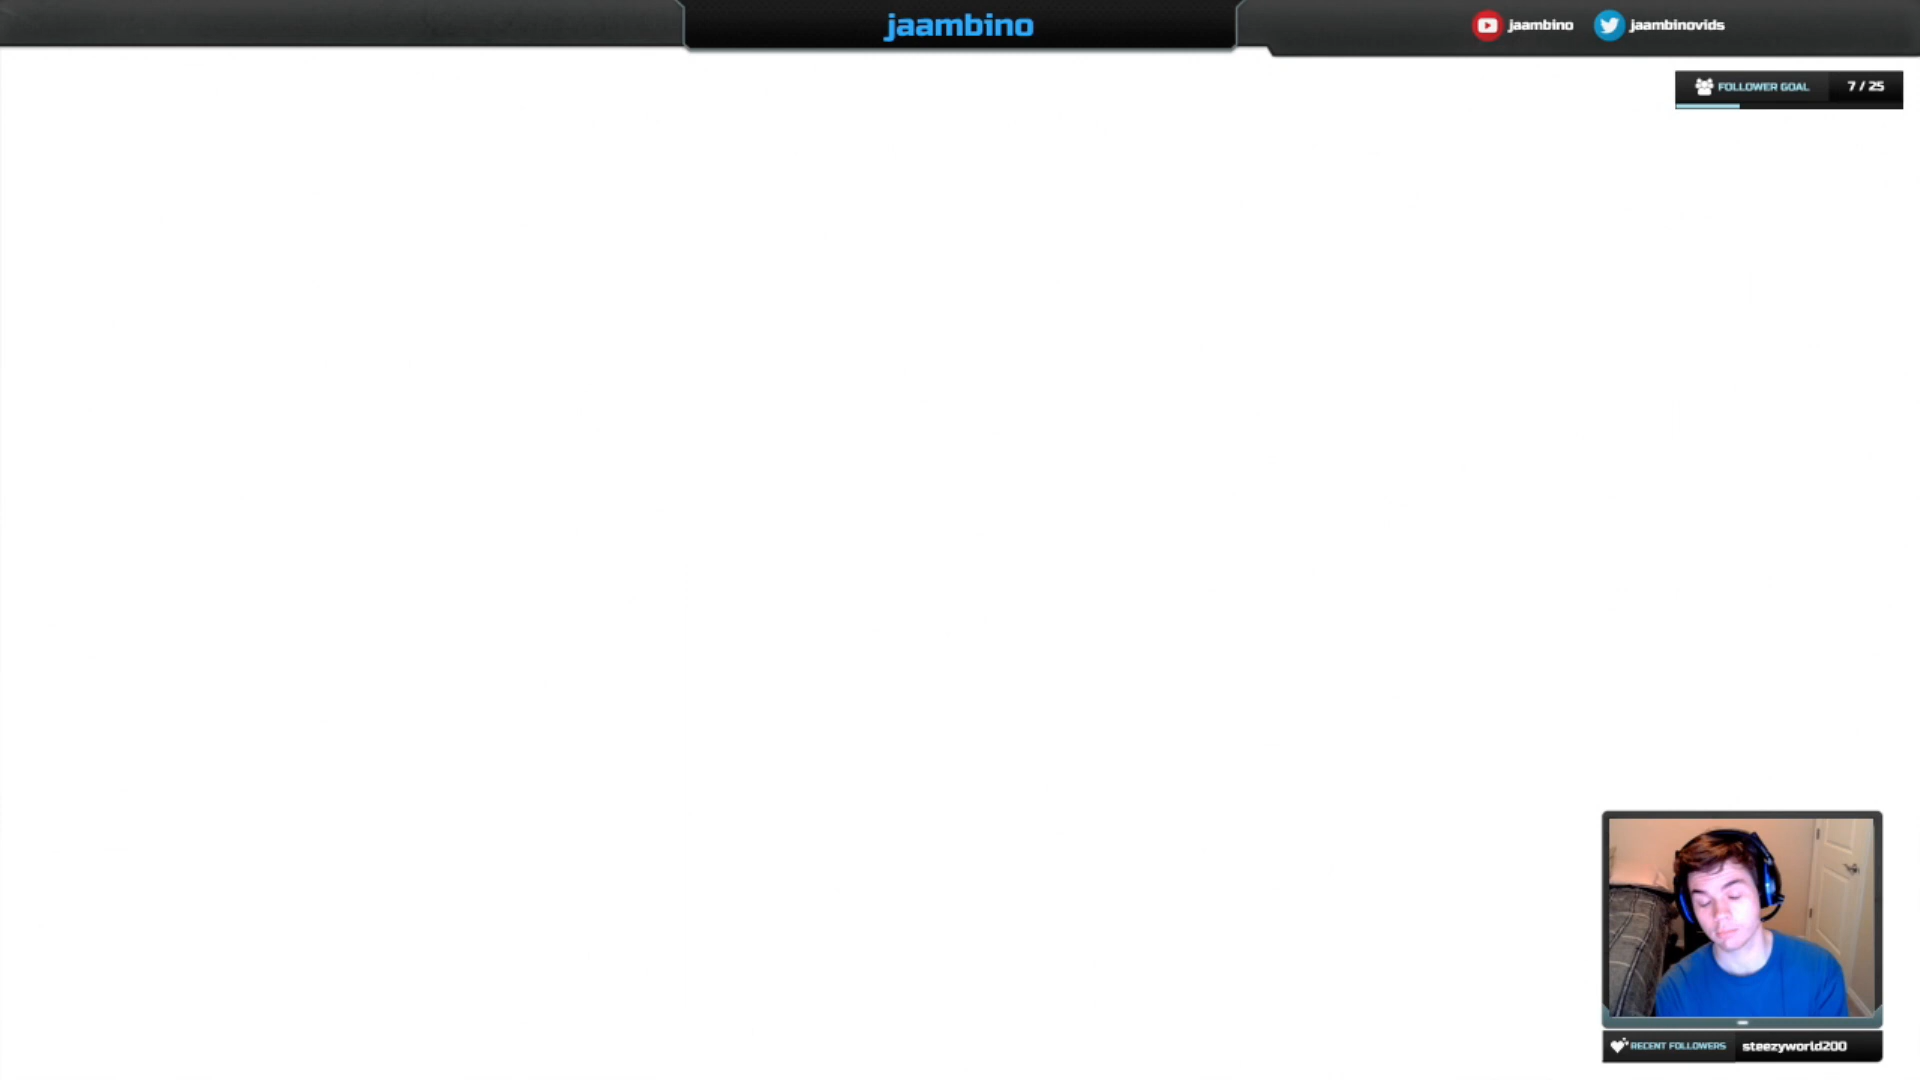 jaambino
jaambino
jaambinovids
FOLLOWER GOAL 7 / 25
RECENT FOLLOWERS steezyworld200